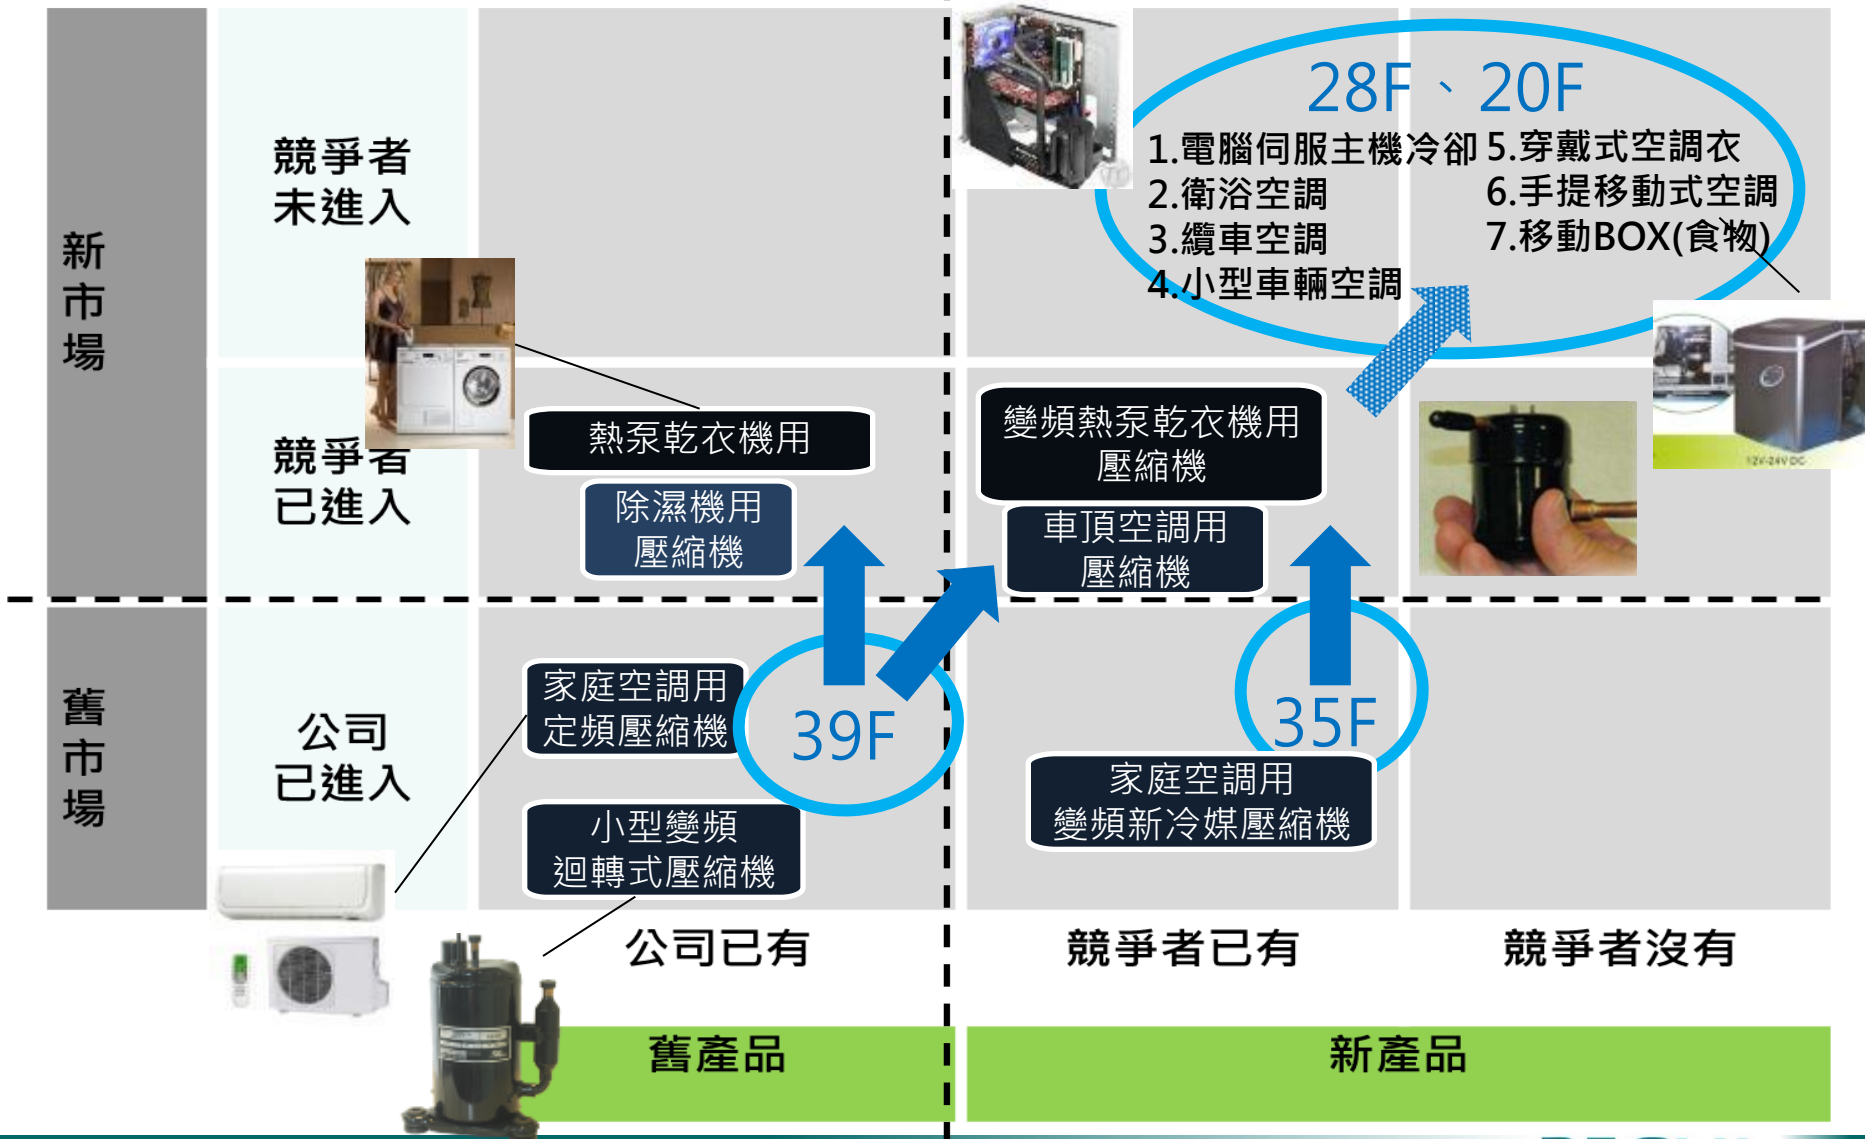 28F、20F
1.電腦伺服主機冷卻
2.衛浴空調
3.纜車空調
4.小型車輛空調
5.穿戴式空調衣
6.手提移動式空調
7.移動BOX(食物)
新市場
競爭者
未進入
競爭者
已進入
熱泵乾衣機用
除濕機用
壓縮機
變頻熱泵乾衣機用
壓縮機
車頂空調用
壓縮機
12V-24V DC
舊市場
公司
已進入
家庭空調用
定頻壓縮機
39F
小型變頻
迴轉式壓縮機
35F
家庭空調用
變頻新冷媒壓縮機
公司已有
競爭者已有
競爭者沒有
舊產品
新產品